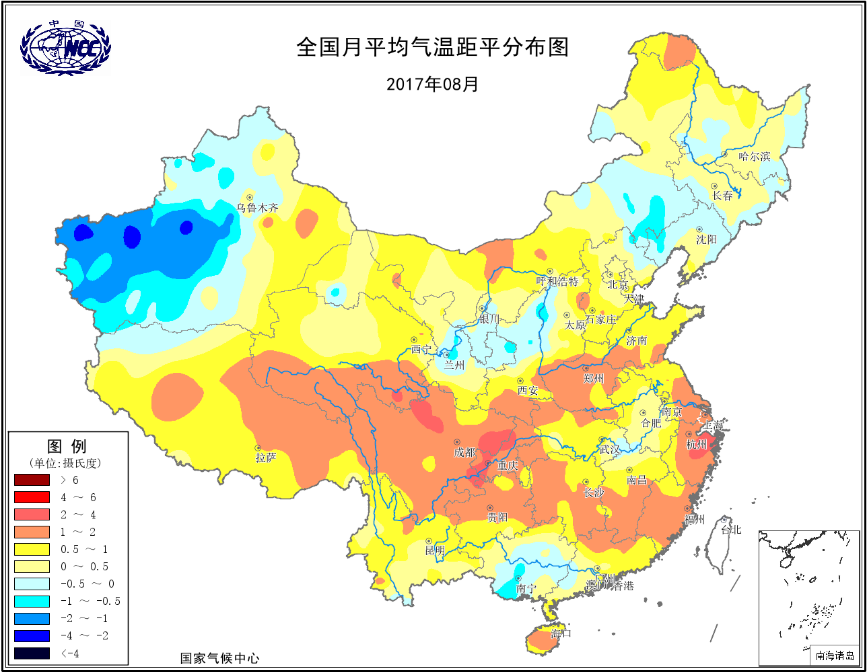 中国
NCC
全国月平均气温距平分布图
2017年08月
哈尔滨
长春
乌鲁木齐
沈阳
呼和浩特
北京
天津
银川
太原
石家庄
济南
西宁
兰州
西安
郑州
南京
合肥
上海
拉萨
成都
重庆
武汉
杭州
南昌
长沙
贵阳
福州
台北
昆明
南宁
广州
澳门
香港
海口
图 例
(单位:摄氏度)
> 6
4 ~ 6
2 ~ 4
1 ~ 2
0.5 ~ 1
0 ~ 0.5
-0.5 ~ 0
-1 ~ -0.5
-2 ~ -1
-4 ~ -2
<-4
国家气候中心
南海诸岛